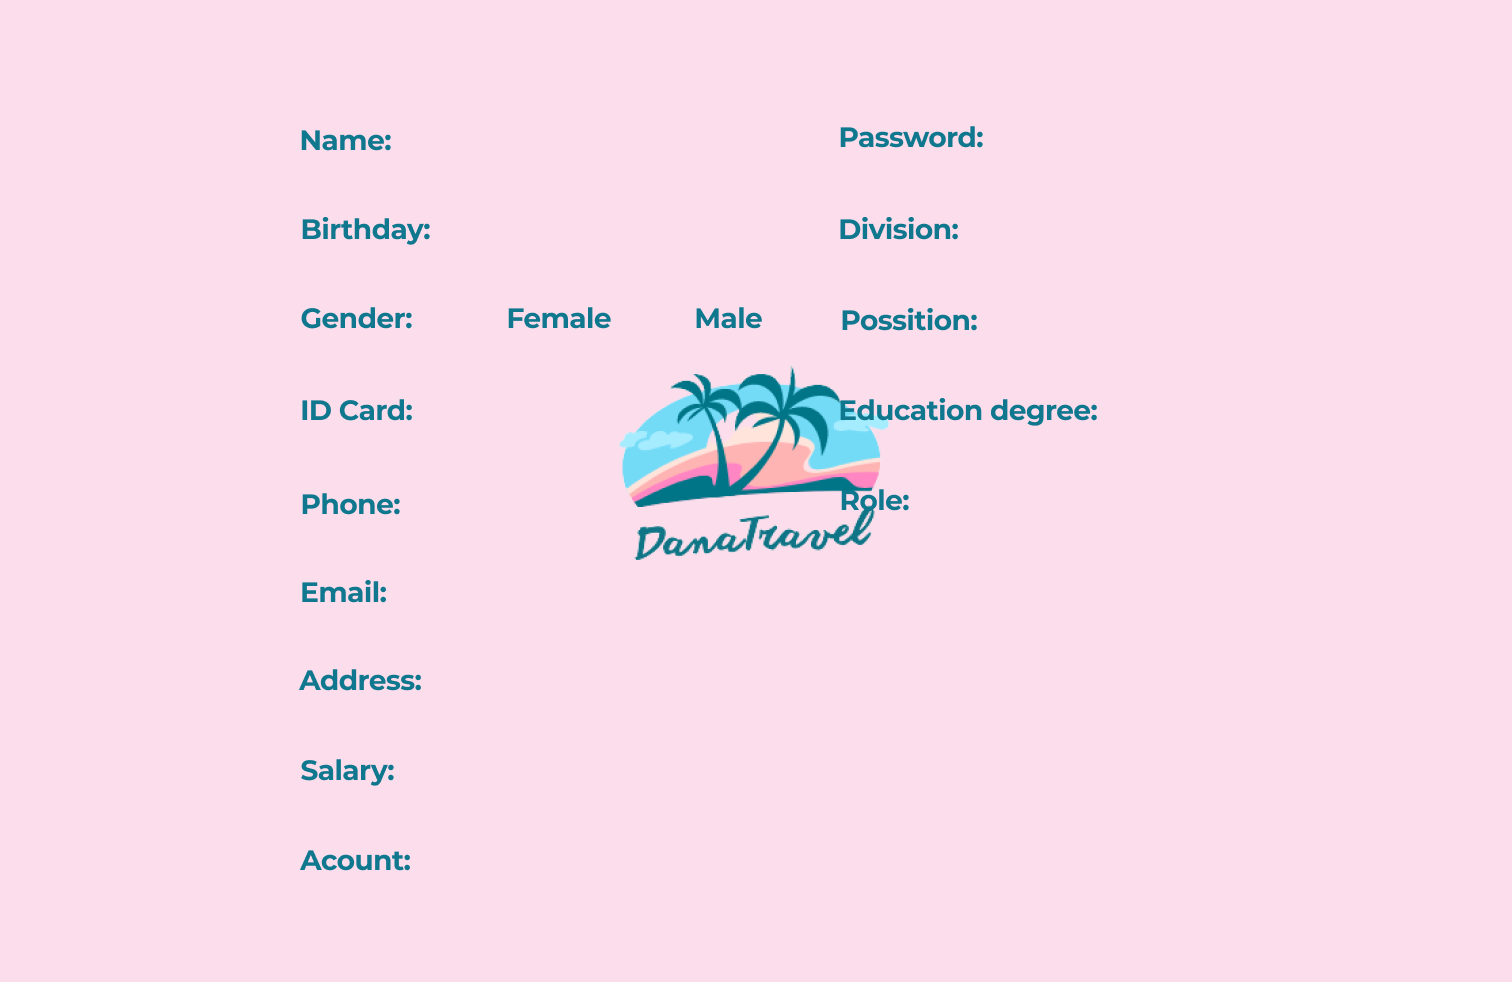 Name:
Birthday:
Gender: Female Male
ID Card:
Phone:
Email:
Address:
Salary:
Acount:
Password:
Division:
Possition:
Education degree:
Role:
DanaTravel